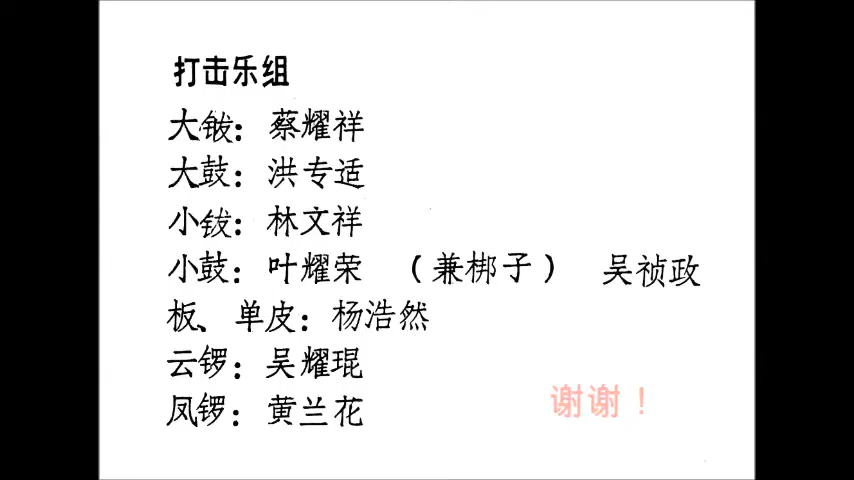 打击乐组
大钹：蔡耀祥
大鼓：洪专适
小钹：林文祥
小鼓：叶耀荣 （兼梆子） 吴祯政
板、单皮：杨浩然
云锣：吴耀琨
凤锣：黄兰花
谢谢！